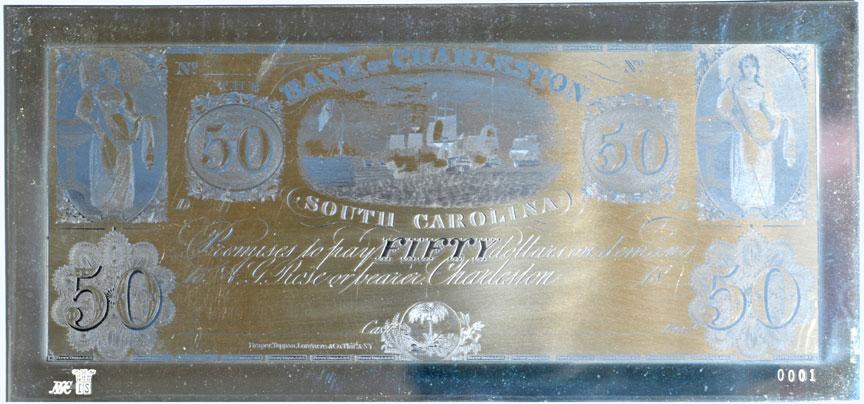 No. No.
BANK OF CHARLESTON
50 50
D D
(SOUTH CAROLINA)
Promises to pay FIFTY dollars on demand
to A.G. Rose or bearer, Charleston 18
50 50
Cash
Draper, Toppan, Longacre & Co. Phila. & N.Y.
US 0001